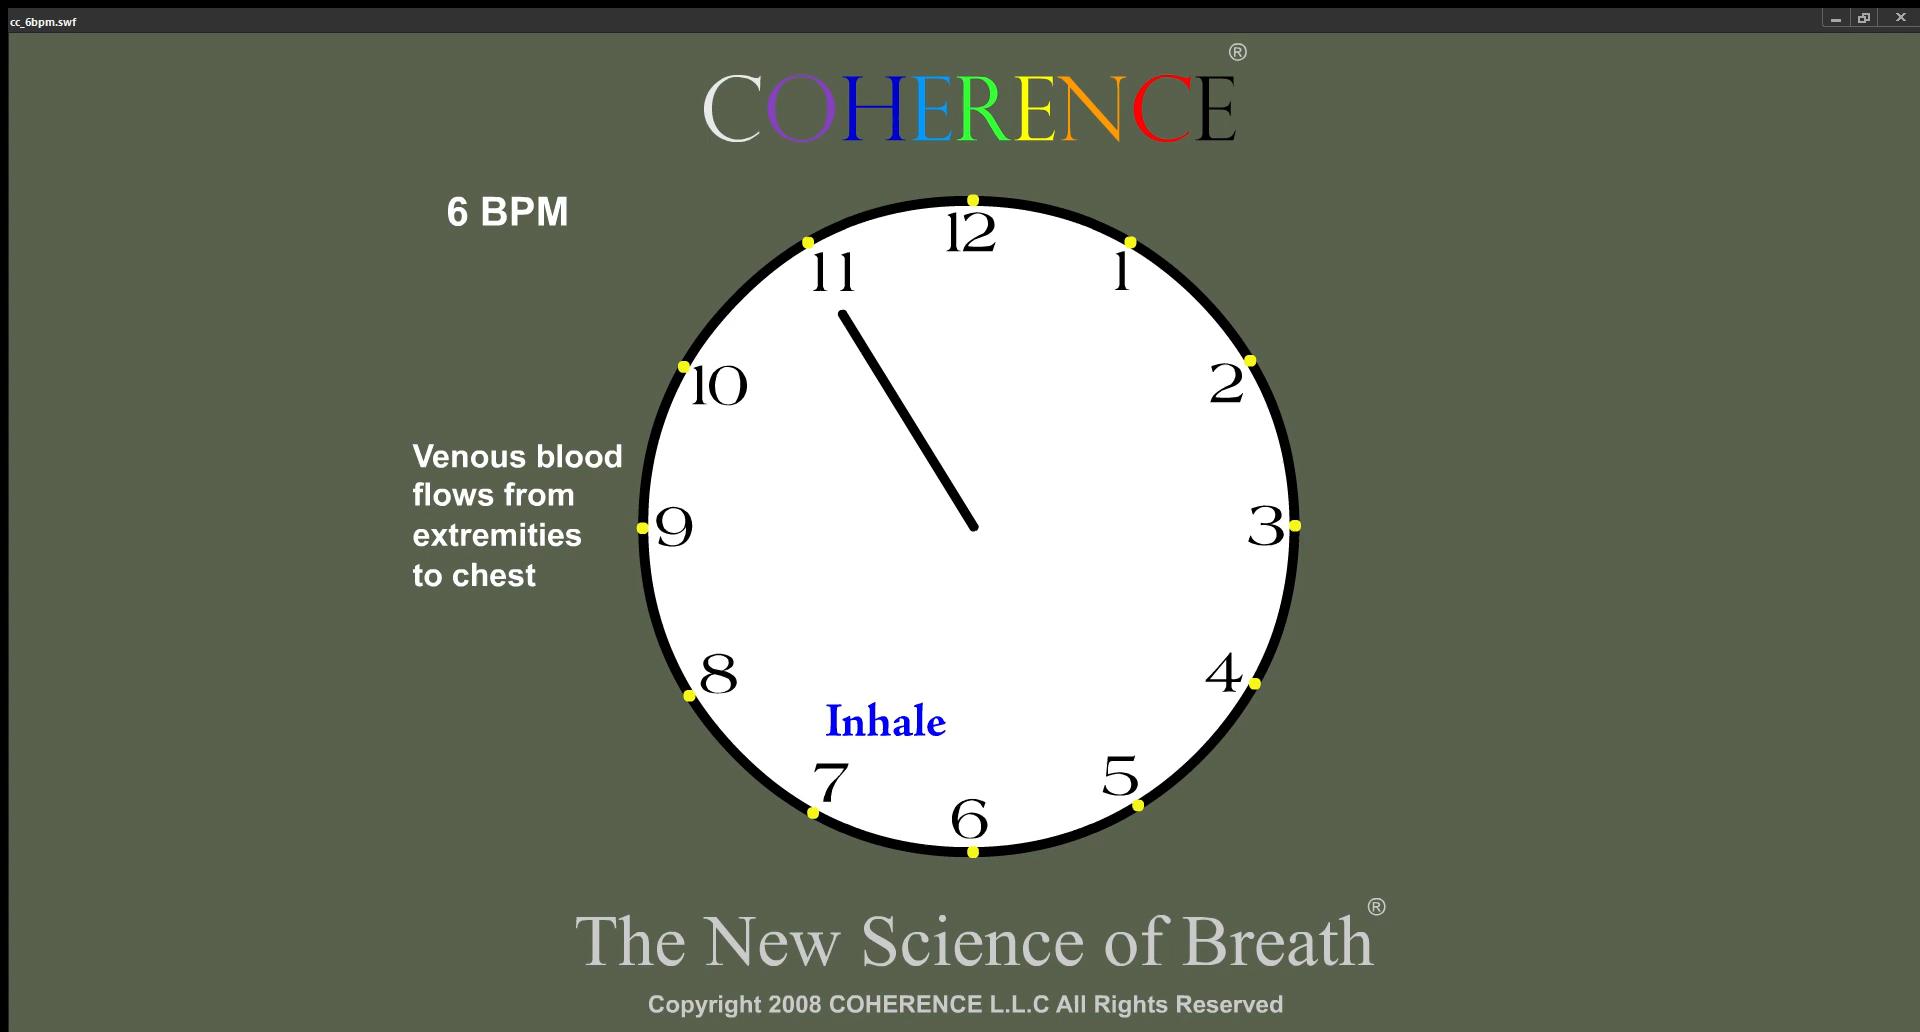 cc_6bpm.swf
COHERENCE®
6 BPM
12
11
1
10
2
Venous blood
flows from
extremities
to chest
9
3
8
4
Inhale
7
5
6
The New Science of Breath®
Copyright 2008 COHERENCE L.L.C All Rights Reserved